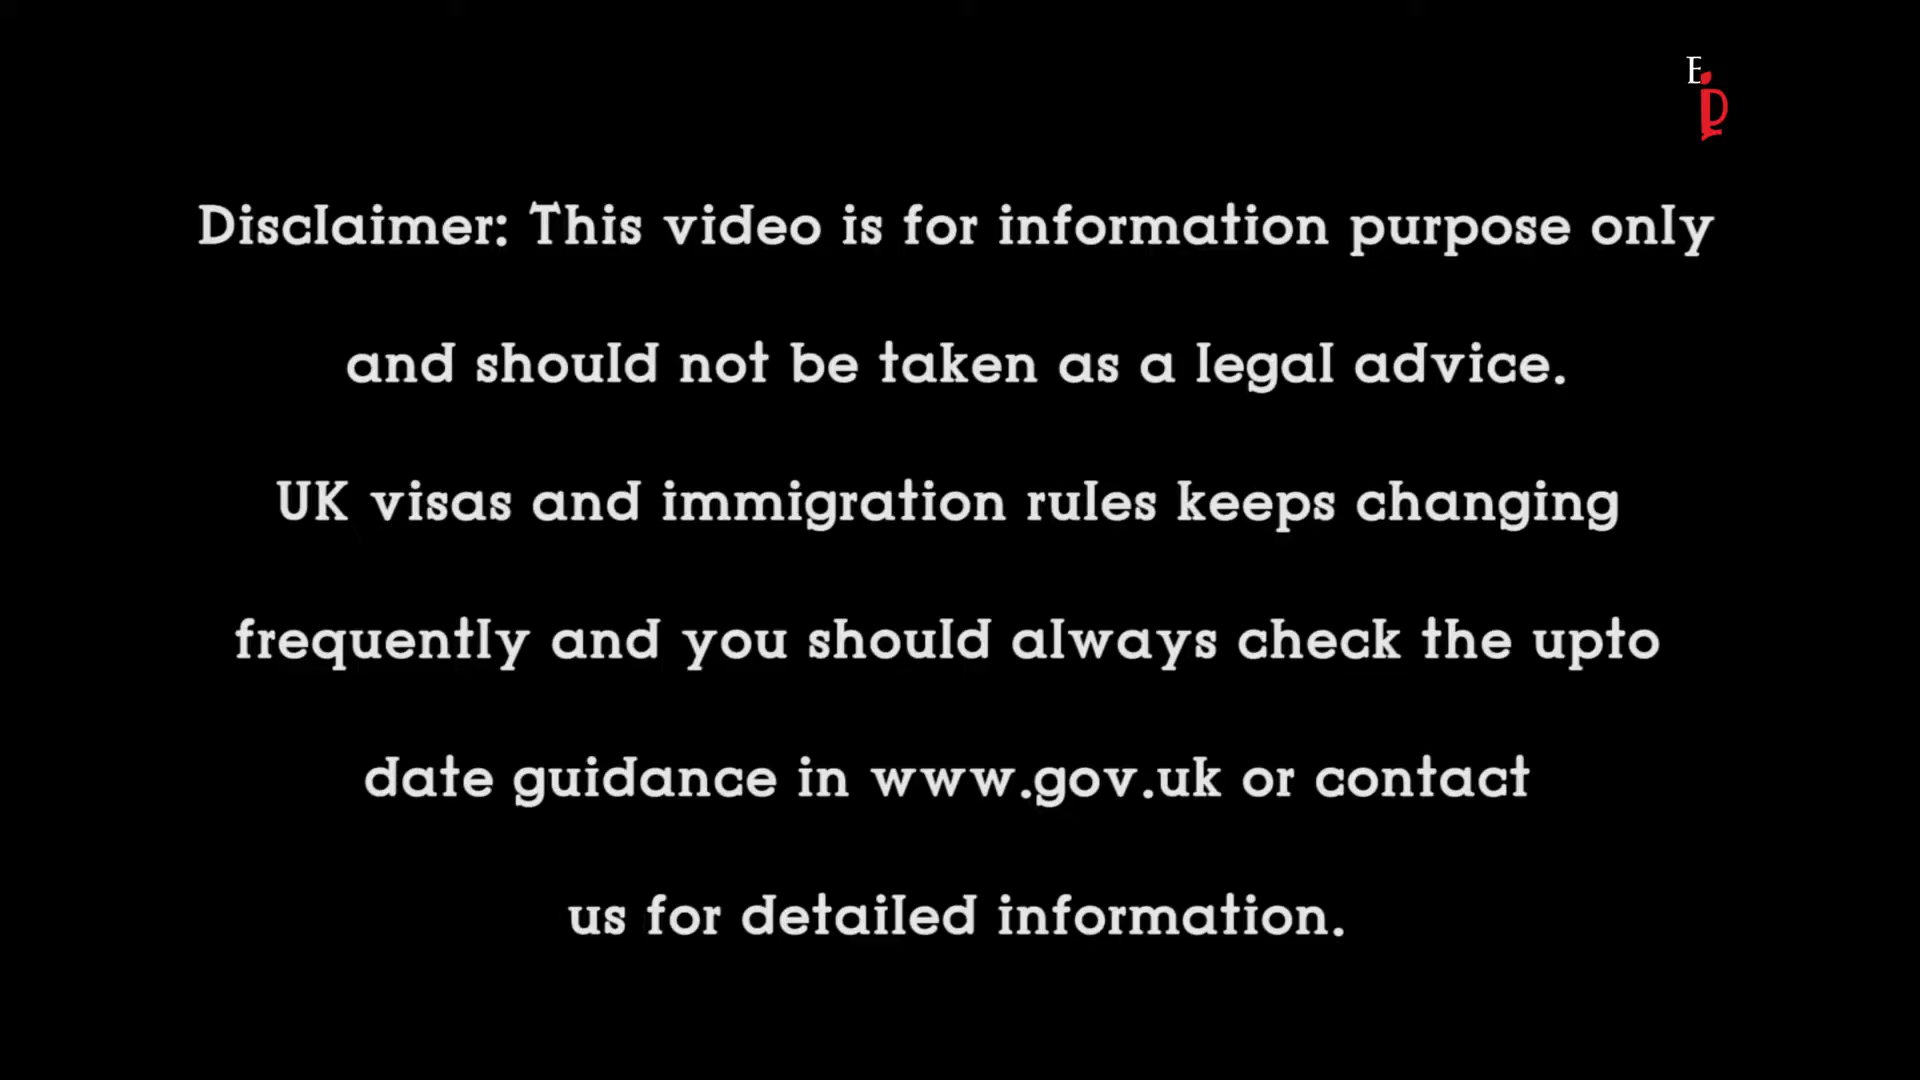 E
D
Disclaimer: This video is for information purpose only
and should not be taken as a legal advice.
UK visas and immigration rules keeps changing
frequently and you should always check the upto
date guidance in www.gov.uk or contact
us for detailed information.